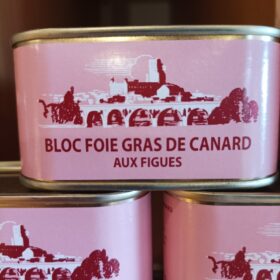 BLOC FOIE GRAS DE CANARD
AUX FIGUES